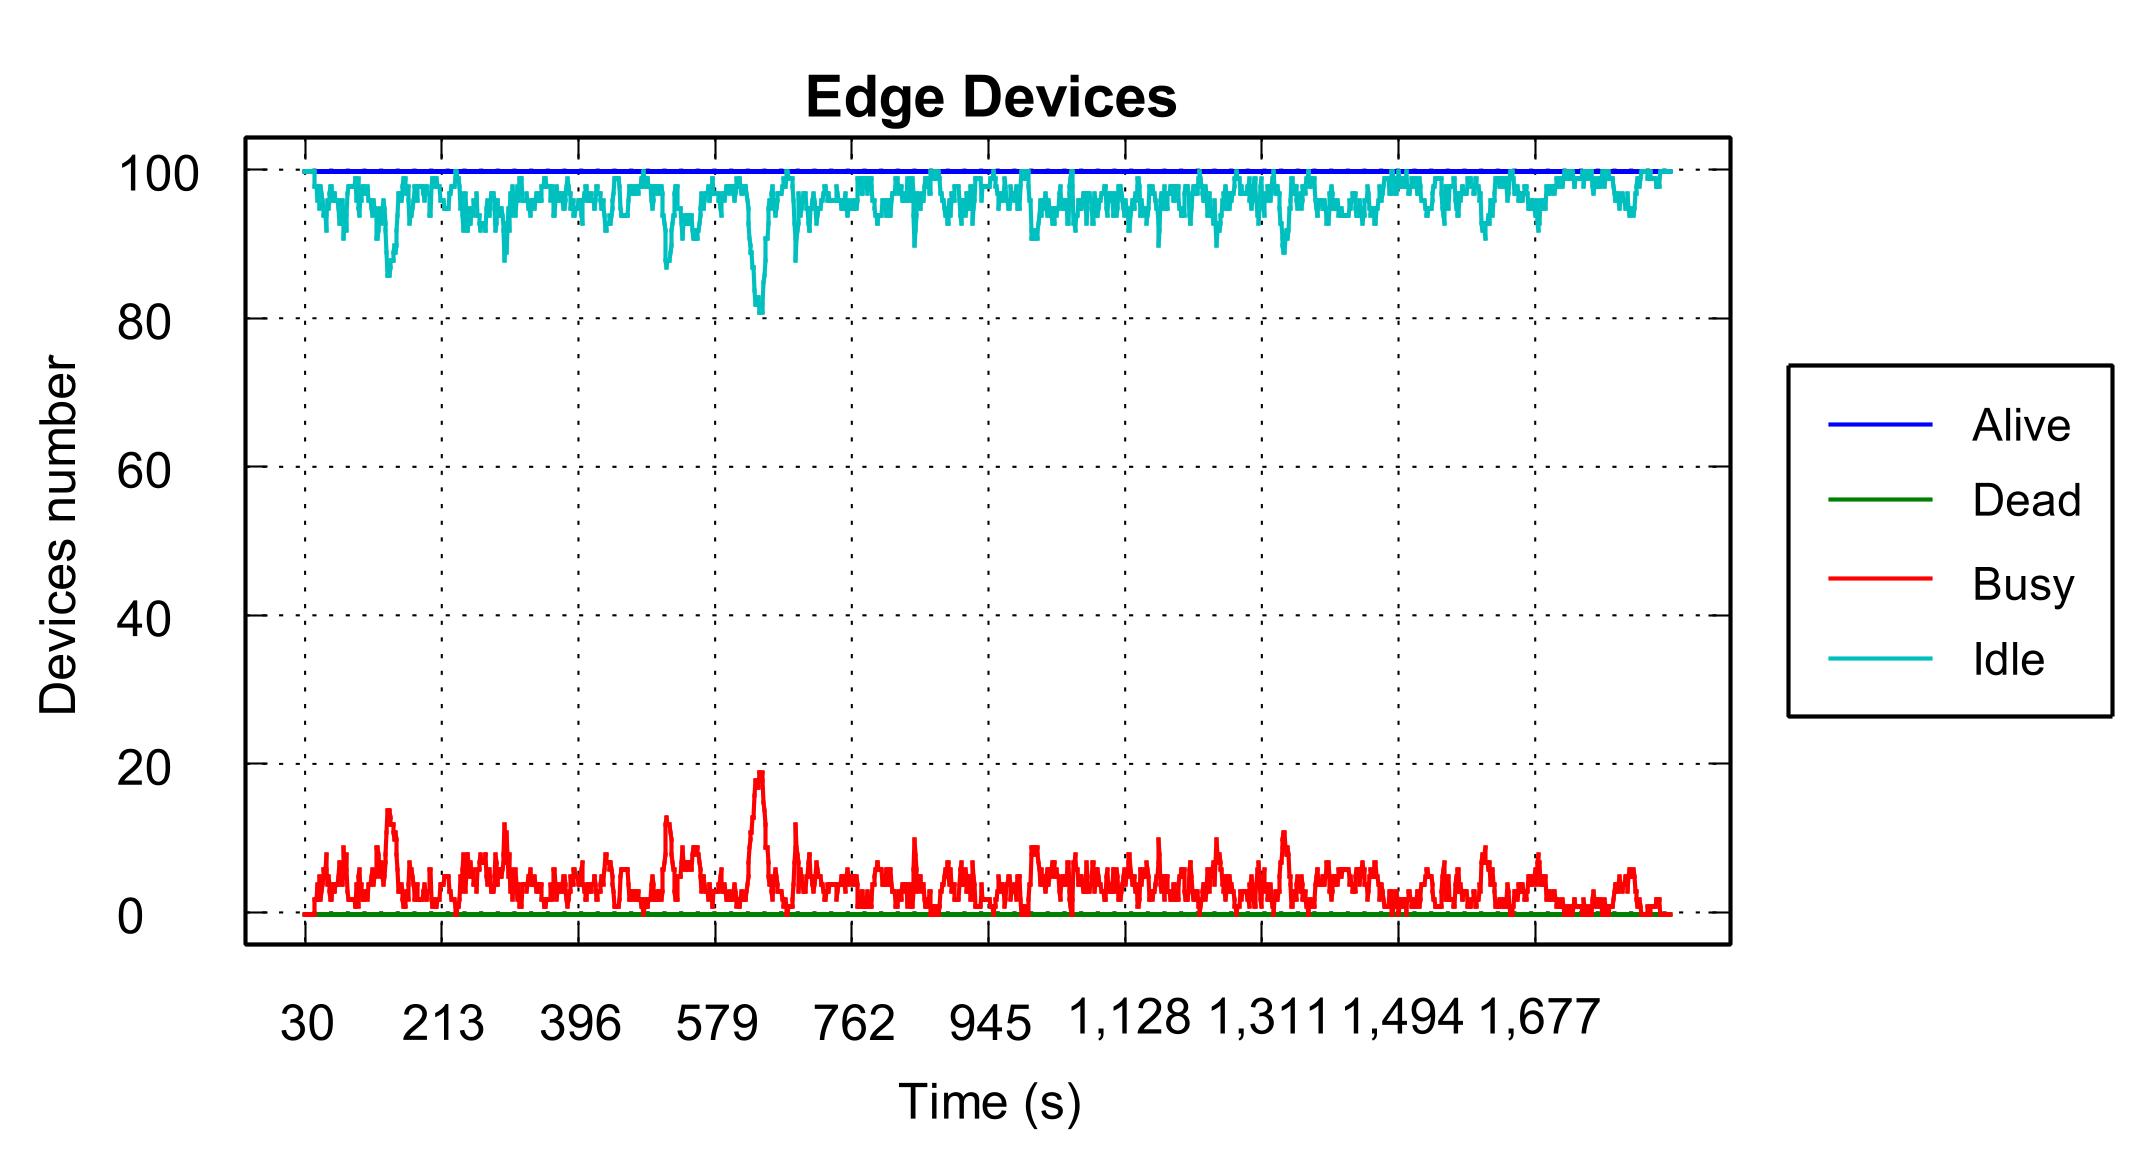 Edge Devices
100
80
60
40
20
0
Devices number
30 213 396 579 762 945 1,128 1,311 1,494 1,677
Time (s)
Alive
Dead
Busy
Idle